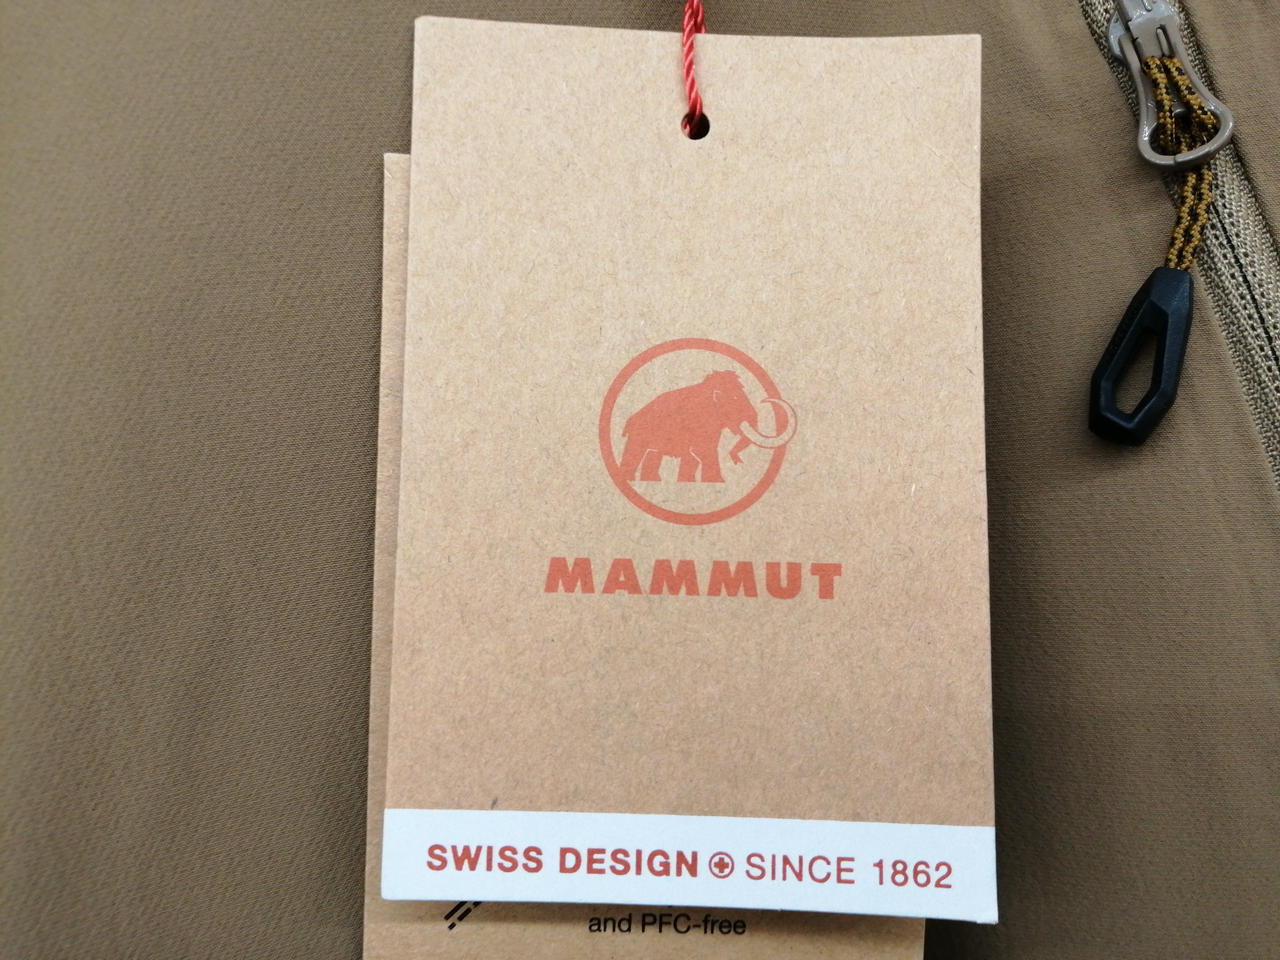 MAMMUT
SWISS DESIGN SINCE 1862
and PFC-free